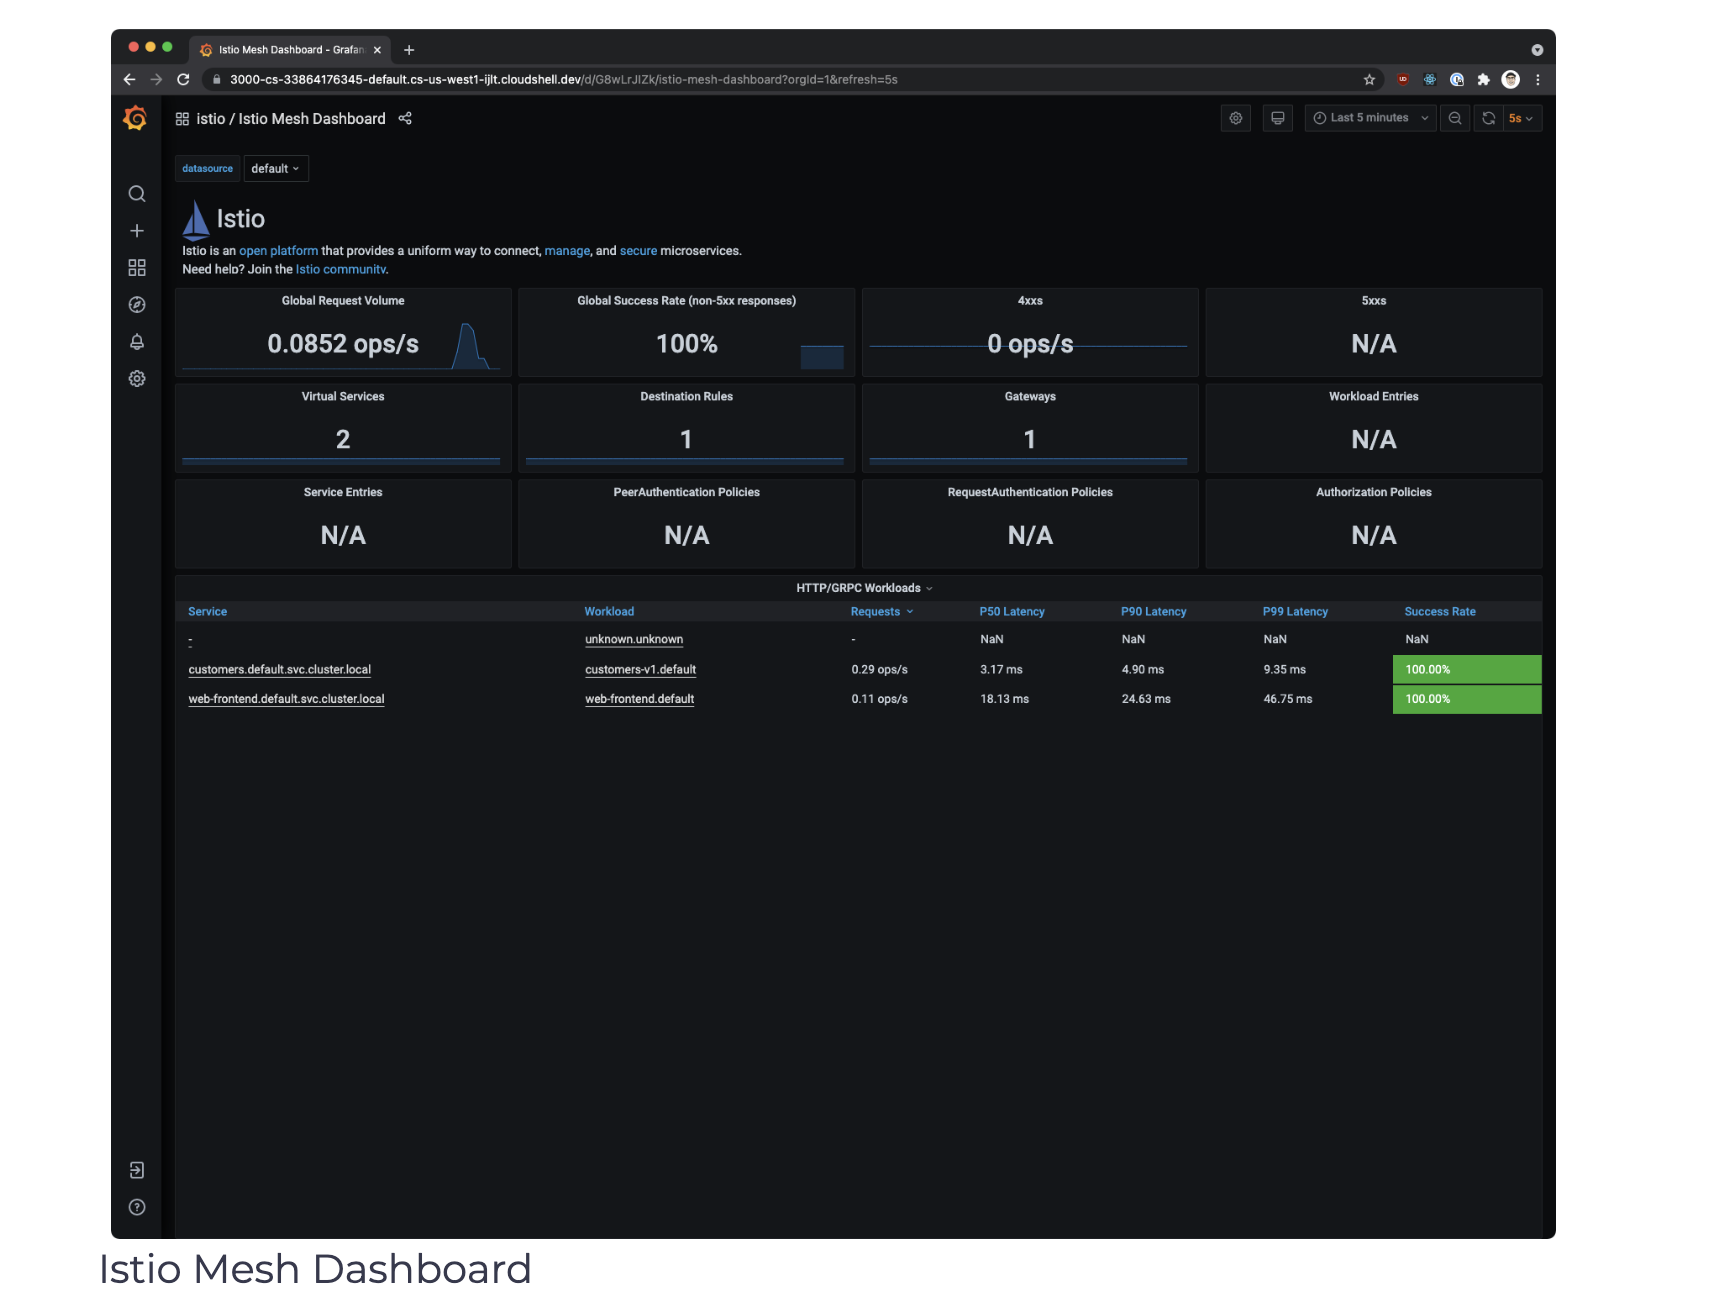 Istio Mesh Dashboard - Grafan
3000-cs-33864176345-default.cs-us-west1-ijlt.cloudshell.dev/d/G8wLrJIZk/istio-mesh-dashboard?orgId=1&refresh=5s
istio / Istio Mesh Dashboard Last 5 minutes 5s
datasource default
Istio
Istio is an open platform that provides a uniform way to connect, manage, and secure microservices.
Need help? Join the Istio community.
Global Request Volume Global Success Rate (non-5xx responses) 4xxs 5xxs
0.0852 ops/s 100% 0 ops/s N/A
Virtual Services Destination Rules Gateways Workload Entries
2 1 1 N/A
Service Entries PeerAuthentication Policies RequestAuthentication Policies Authorization Policies
N/A N/A N/A N/A
HTTP/GRPC Workloads
Service Workload Requests P50 Latency P90 Latency P99 Latency Success Rate
- unknown.unknown - NaN NaN NaN NaN
customers.default.svc.cluster.local customers-v1.default 0.29 ops/s 3.17 ms 4.90 ms 9.35 ms 100.00%
web-frontend.default.svc.cluster.local web-frontend.default 0.11 ops/s 18.13 ms 24.63 ms 46.75 ms 100.00%
Istio Mesh Dashboard